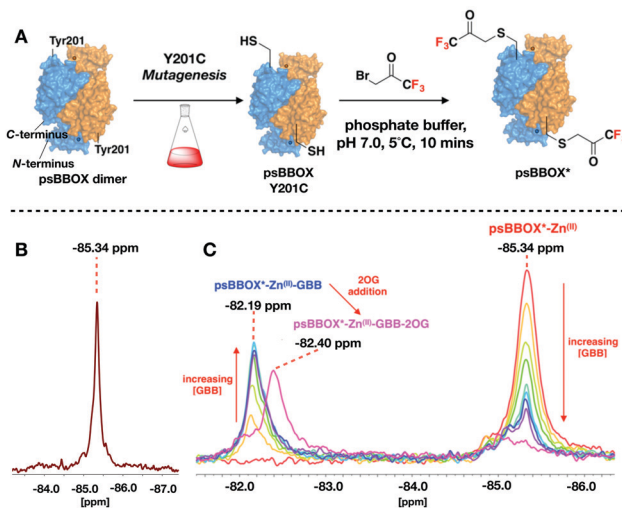 A
Tyr201
C-terminus
N-terminus
Tyr201
psBBOX dimer
Y201C
Mutagenesis
HS
SH
psBBOX
Y201C
Br
O
CF3
phosphate buffer,
pH 7.0, 5°C, 10 mins
F3C
O
S
S
O
CF
psBBOX*
B
-85.34 ppm
-84.0 -85.0 -86.0 -87.0
[ppm]
C
psBBOX*-Zn(II)
-85.34 ppm
psBBOX*-Zn(II)-GBB
-82.19 ppm
2OG
addition
psBBOX*-Zn(II)-GBB-2OG
-82.40 ppm
increasing
[GBB]
increasing
[GBB]
-82.0 -83.0 -84.0 -85.0 -86.0
[ppm]